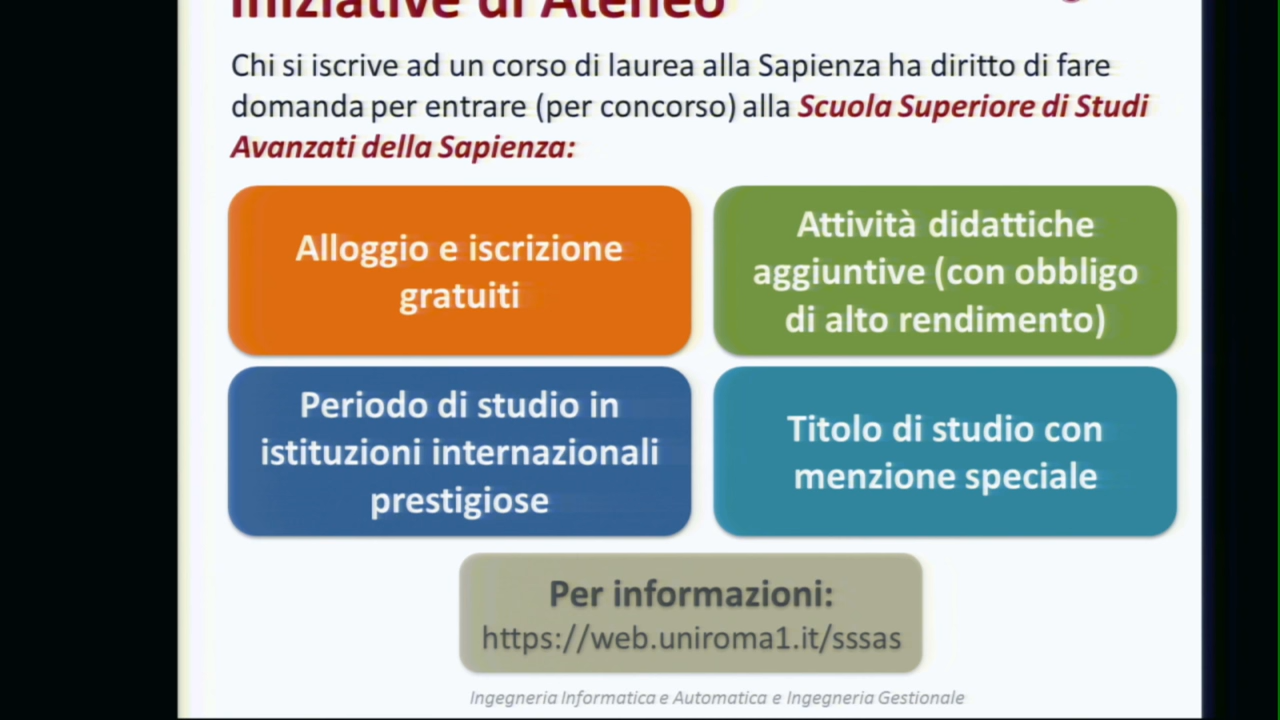 Iniziative di Ateneo
Chi si iscrive ad un corso di laurea alla Sapienza ha diritto di fare
domanda per entrare (per concorso) alla Scuola Superiore di Studi
Avanzati della Sapienza:
Alloggio e iscrizione
gratuiti
Attività didattiche
aggiuntive (con obbligo
di alto rendimento)
Periodo di studio in
istituzioni internazionali
prestigiose
Titolo di studio con
menzione speciale
Per informazioni:
https://web.uniroma1.it/sssas
Ingegneria Informatica e Automatica e Ingegneria Gestionale